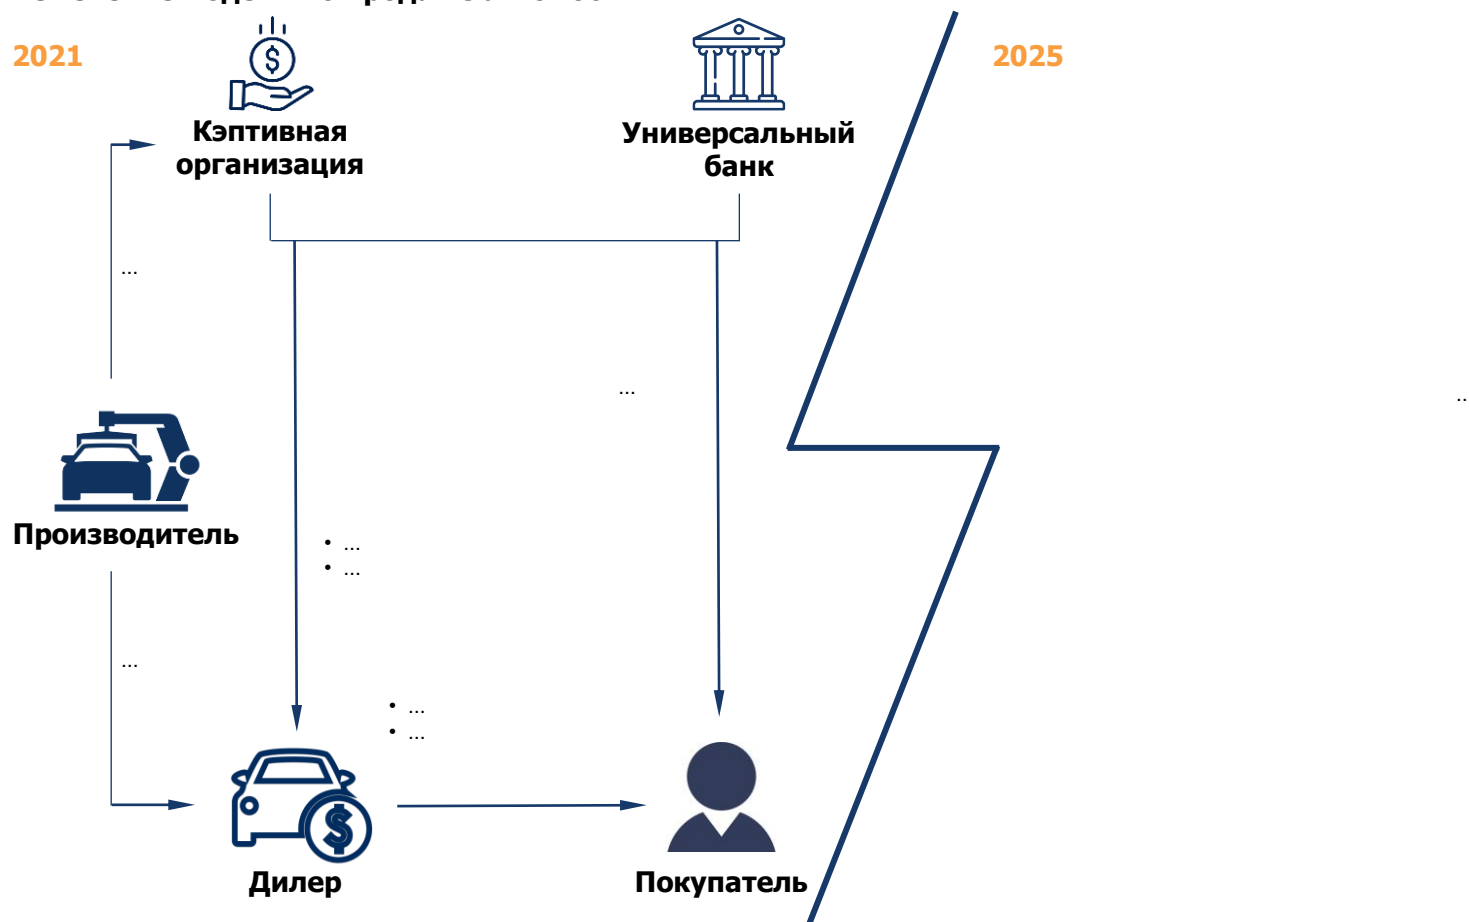 2021
2025
Кэптивная
организация
Универсальный
банк
...
...
..
Производитель
• ...
• ...
...
• ...
• ...
Дилер
Покупатель